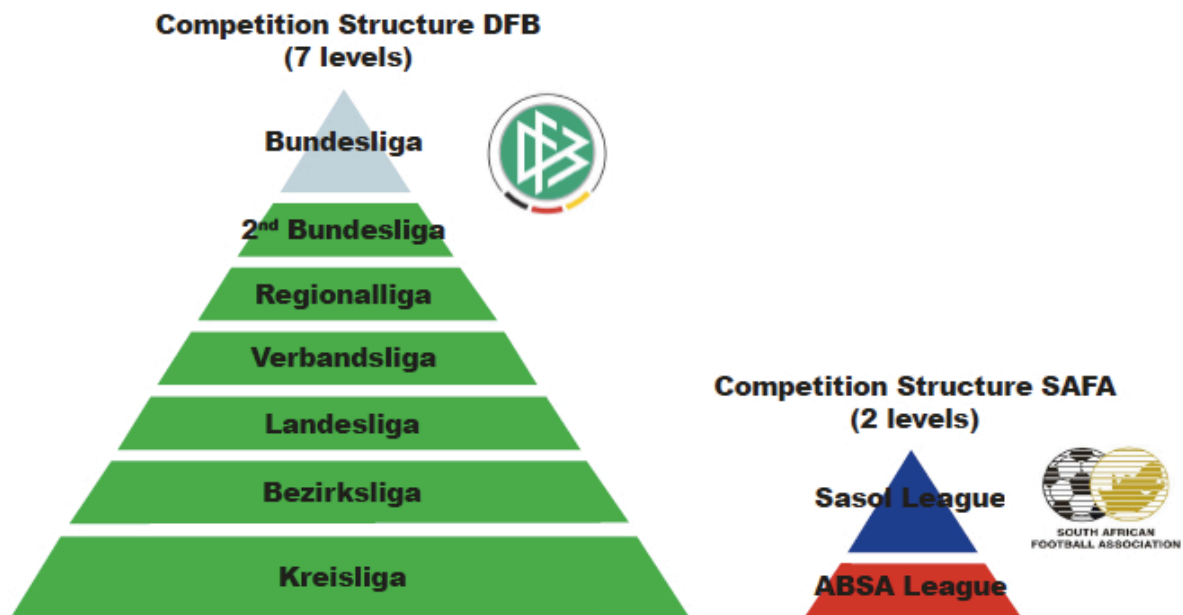 Competition Structure DFB
(7 levels)
Bundesliga
DFB
2nd Bundesliga
Regionalliga
Verbandsliga
Landesliga
Bezirksliga
Kreisliga
Competition Structure SAFA
(2 levels)
Sasol League
SOUTH AFRICAN
FOOTBALL ASSOCIATION
ABSA League